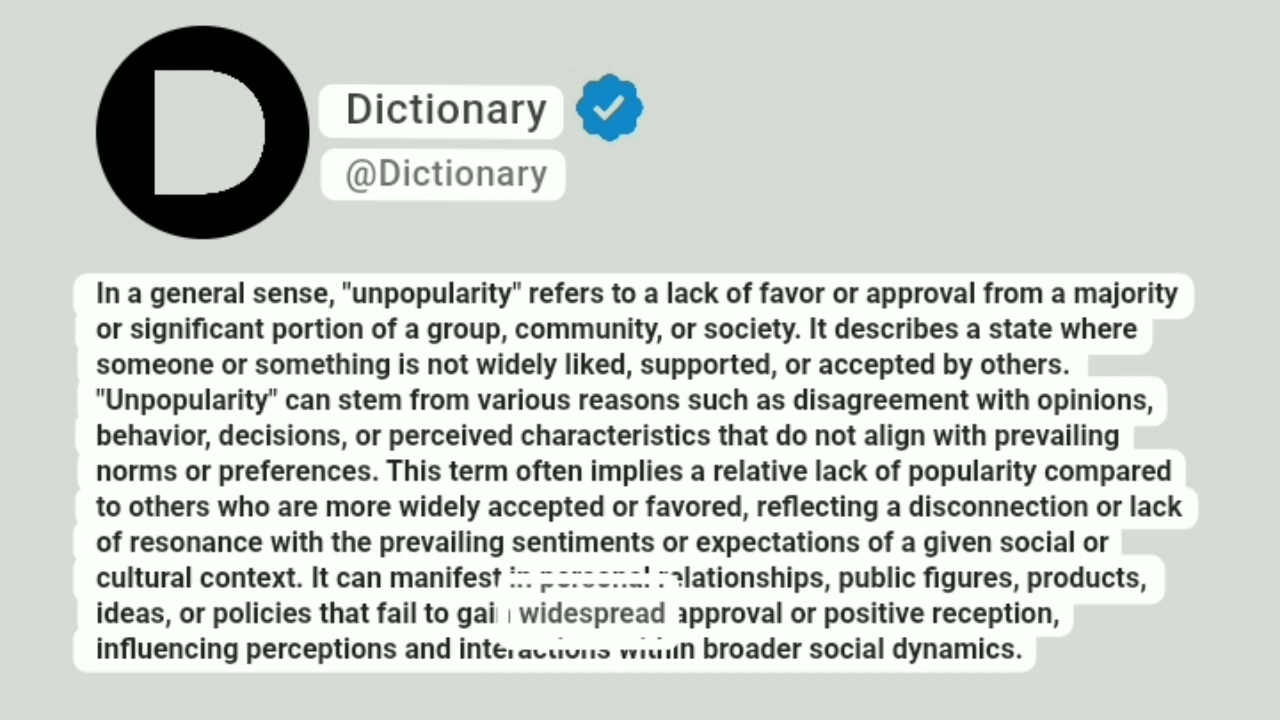 D
Dictionary
@Dictionary
In a general sense, "unpopularity" refers to a lack of favor or approval from a majority
or significant portion of a group, community, or society. It describes a state where
someone or something is not widely liked, supported, or accepted by others.
"Unpopularity" can stem from various reasons such as disagreement with opinions,
behavior, decisions, or perceived characteristics that do not align with prevailing
norms or preferences. This term often implies a relative lack of popularity compared
to others who are more widely accepted or favored, reflecting a disconnection or lack
of resonance with the prevailing sentiments or expectations of a given social or
cultural context. It can manifest in personal relationships, public figures, products,
ideas, or policies that fail to gain widespread approval or positive reception,
influencing perceptions and interactions within broader social dynamics.